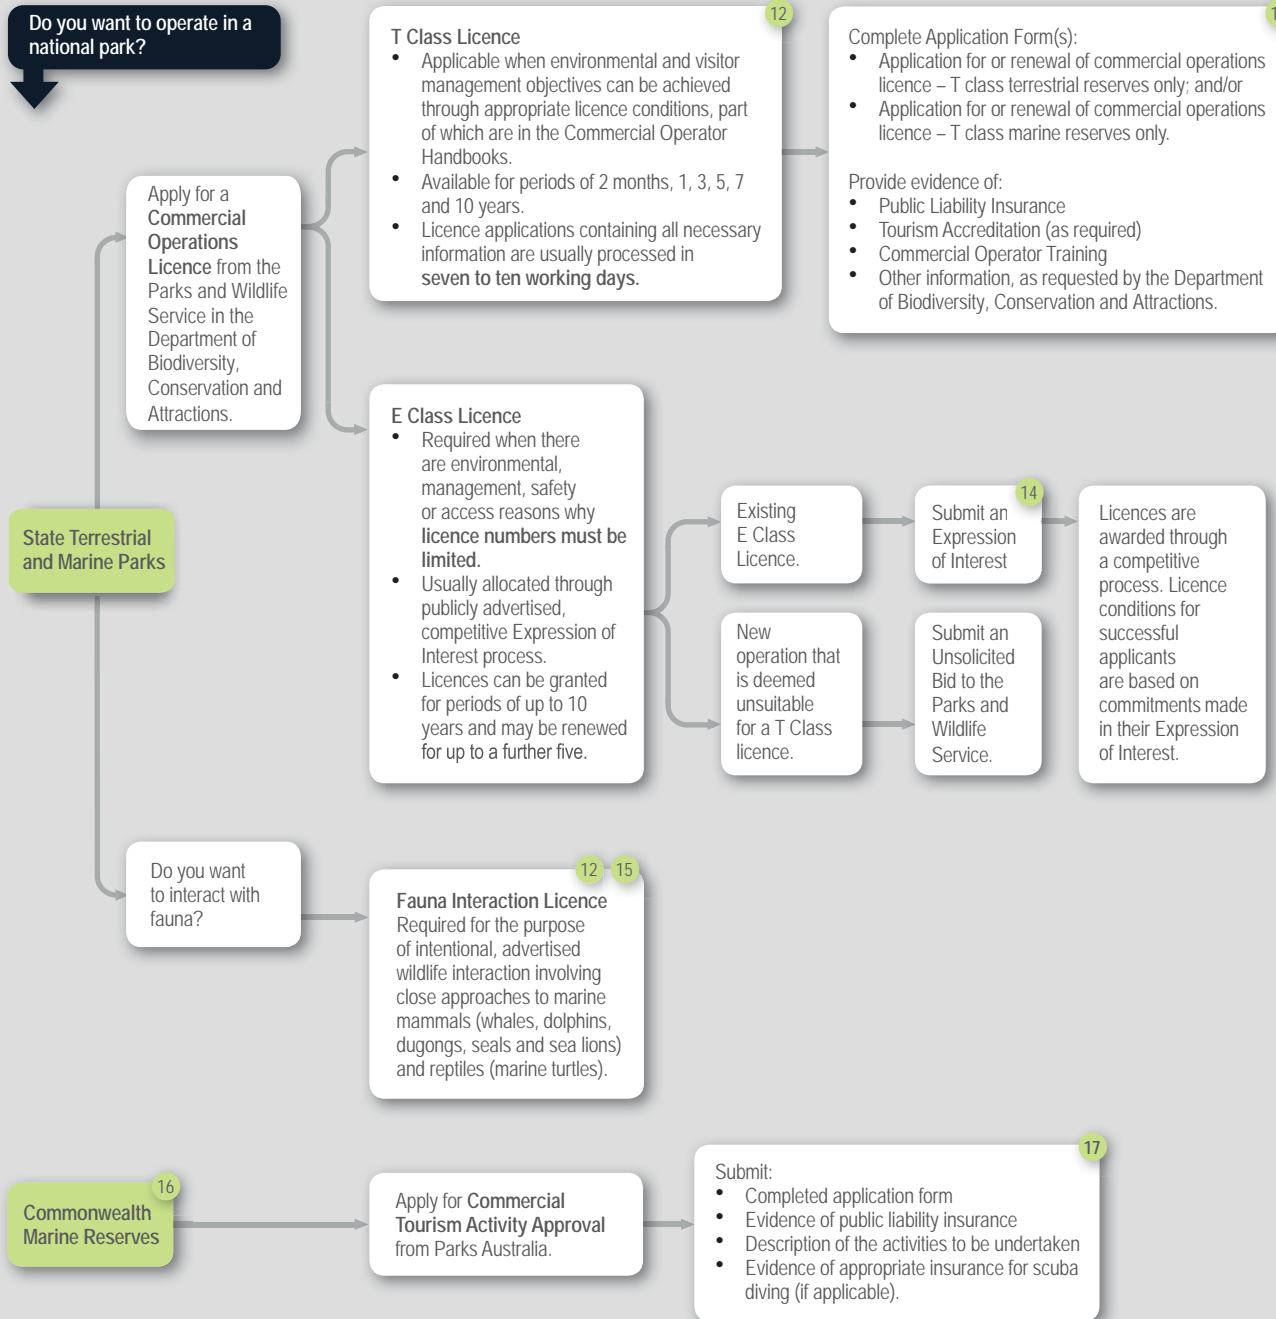 Do you want to operate in a
national park?
12
T Class Licence
• Applicable when environmental and visitor
management objectives can be achieved
through appropriate licence conditions, part
of which are in the Commercial Operator
Handbooks.
• Available for periods of 2 months, 1, 3, 5, 7
and 10 years.
• Licence applications containing all necessary
information are usually processed in
seven to ten working days.
Complete Application Form(s):
• Application for or renewal of commercial operations
licence – T class terrestrial reserves only; and/or
• Application for or renewal of commercial operations
licence – T class marine reserves only.
Provide evidence of:
• Public Liability Insurance
• Tourism Accreditation (as required)
• Commercial Operator Training
• Other information, as requested by the Department
of Biodiversity, Conservation and Attractions.
Apply for a
Commercial
Operations
Licence from the
Parks and Wildlife
Service in the
Department of
Biodiversity,
Conservation and
Attractions.
E Class Licence
• Required when there
are environmental,
management, safety
or access reasons why
licence numbers must be
limited.
• Usually allocated through
publicly advertised,
competitive Expression of
Interest process.
• Licences can be granted
for periods of up to 10
years and may be renewed
for up to a further five.
Existing
E Class
Licence.
14
Submit an
Expression
of Interest
Licences are
awarded through
a competitive
process. Licence
conditions for
successful
applicants
are based on
commitments made
in their Expression
of Interest.
New
operation that
is deemed
unsuitable
for a T Class
licence.
Submit an
Unsolicited
Bid to the
Parks and
Wildlife
Service.
State Terrestrial
and Marine Parks
Do you want
to interact with
fauna?
12 15
Fauna Interaction Licence
Required for the purpose
of intentional, advertised
wildlife interaction involving
close approaches to marine
mammals (whales, dolphins,
dugongs, seals and sea lions)
and reptiles (marine turtles).
16
Commonwealth
Marine Reserves
Apply for Commercial
Tourism Activity Approval
from Parks Australia.
17
Submit:
• Completed application form
• Evidence of public liability insurance
• Description of the activities to be undertaken
• Evidence of appropriate insurance for scuba
diving (if applicable).